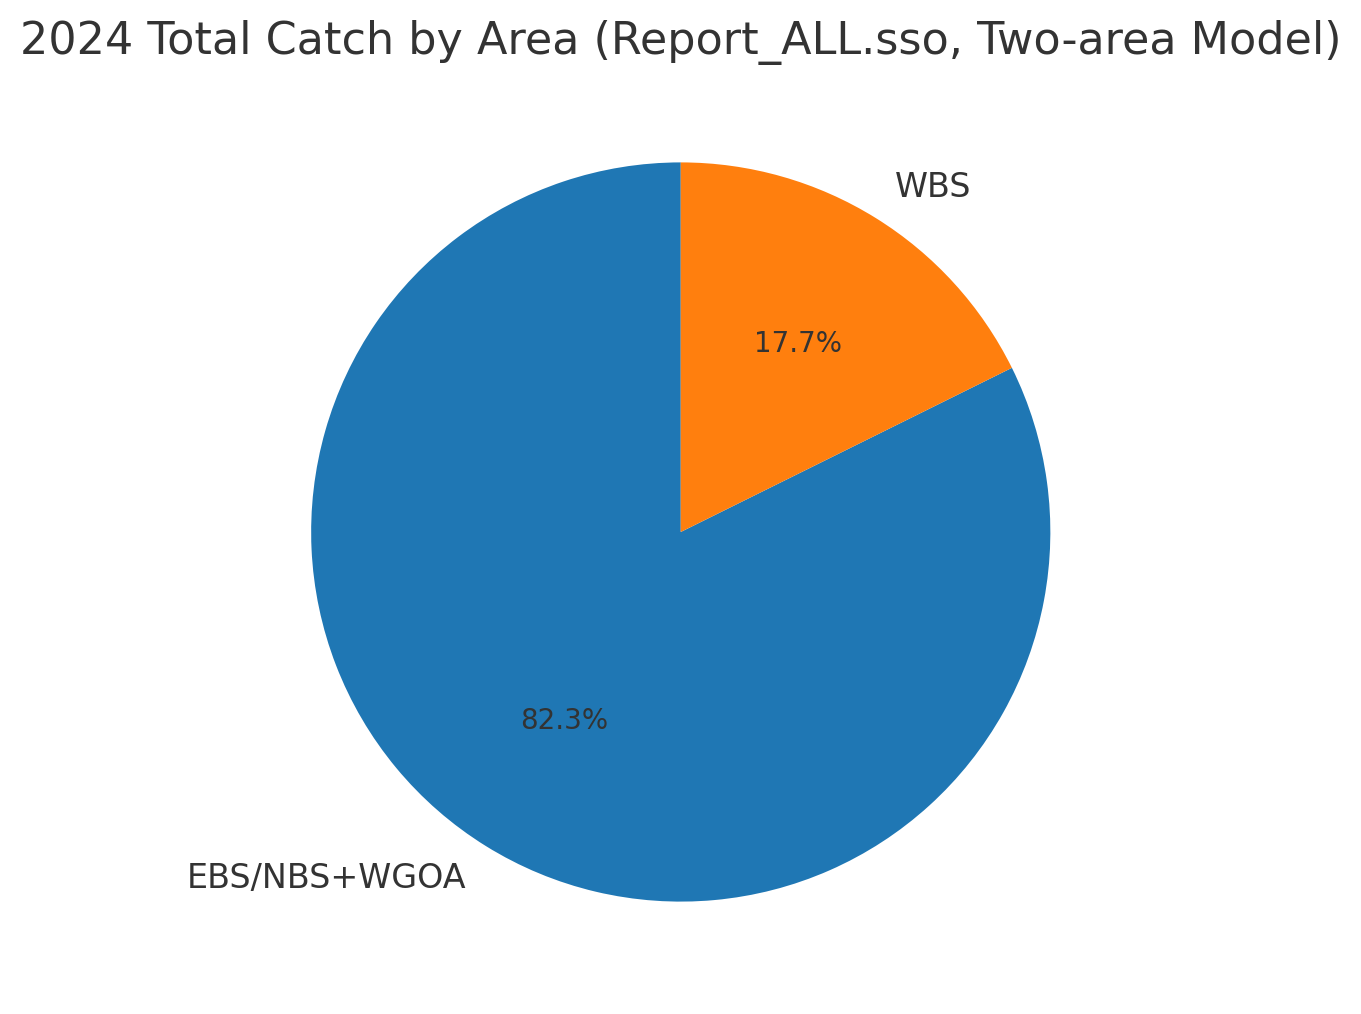 2024 Total Catch by Area (Report_ALL.sso, Two-area Model)
WBS
17.7%
82.3%
EBS/NBS+WGOA